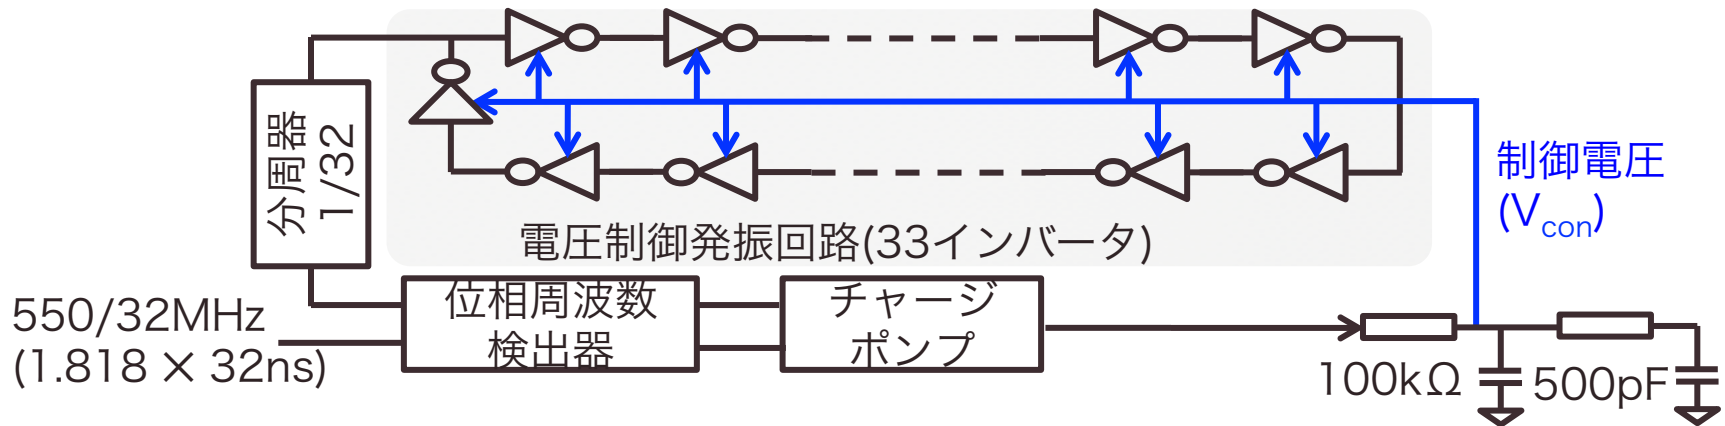 分周器
1/32
制御電圧
(Vcon)
電圧制御発振回路(33インバータ)
550/32MHz
(1.818 × 32ns)
位相周波数
検出器
チャージ
ポンプ
100kΩ
500pF